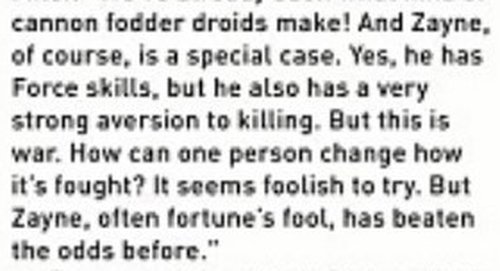 cannon fodder droids make! And Zayne,
of course, is a special case. Yes, he has
Force skills, but he also has a very
strong aversion to killing. But this is
war. How can one person change how
it's fought? It seems foolish to try. But
Zayne, often fortune's fool, has beaten
the odds before."